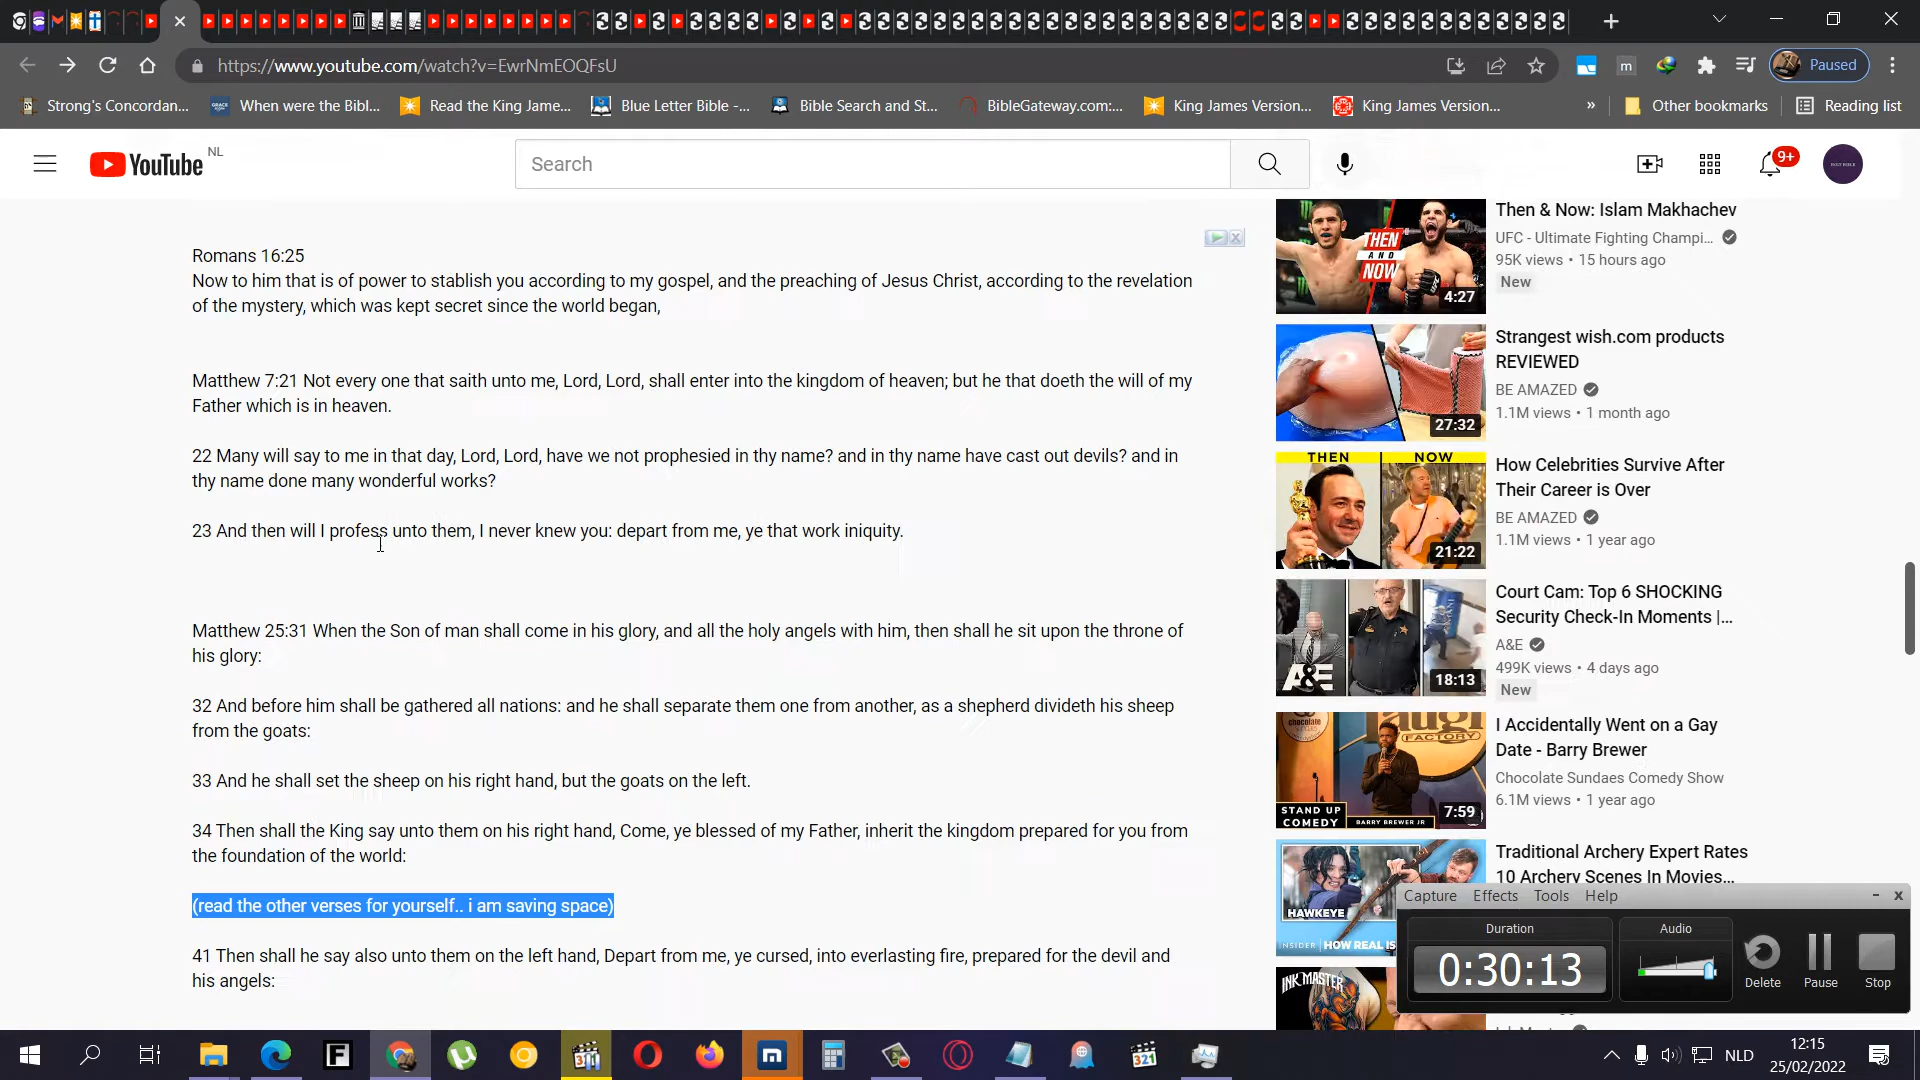 https://www.youtube.com/watch?v=EwrNmEOQFsU
Paused
Strong's Concordan...
When were the Bibl...
Read the King Jame...
Blue Letter Bible -...
Bible Search and St...
BibleGateway.com:...
King James Version...
King James Version...
»
Other bookmarks
Reading list
YouTube NL
Search
9+
Romans 16:25
Now to him that is of power to stablish you according to my gospel, and the preaching of Jesus Christ, according to the revelation
of the mystery, which was kept secret since the world began,
Matthew 7:21 Not every one that saith unto me, Lord, Lord, shall enter into the kingdom of heaven; but he that doeth the will of my
Father which is in heaven.
22 Many will say to me in that day, Lord, Lord, have we not prophesied in thy name? and in thy name have cast out devils? and in
thy name done many wonderful works?
23 And then will I profess unto them, I never knew you: depart from me, ye that work iniquity.
Matthew 25:31 When the Son of man shall come in his glory, and all the holy angels with him, then shall he sit upon the throne of
his glory:
32 And before him shall be gathered all nations: and he shall separate them one from another, as a shepherd divideth his sheep
from the goats:
33 And he shall set the sheep on his right hand, but the goats on the left.
34 Then shall the King say unto them on his right hand, Come, ye blessed of my Father, inherit the kingdom prepared for you from
the foundation of the world:
(read the other verses for yourself.. i am saving space)
41 Then shall he say also unto them on the left hand, Depart from me, ye cursed, into everlasting fire, prepared for the devil and
his angels:
THEN
AND
NOW
4:27
Then & Now: Islam Makhachev
UFC - Ultimate Fighting Champi...
95K views • 15 hours ago
New
27:32
Strangest wish.com products
REVIEWED
BE AMAZED
1.1M views • 1 month ago
THEN
NOW
21:22
How Celebrities Survive After
Their Career is Over
BE AMAZED
1.1M views • 1 year ago
A&E
18:13
Court Cam: Top 6 SHOCKING
Security Check-In Moments |...
A&E
499K views • 4 days ago
New
chocolate
FACTORY
STAND UP
COMEDY
BARRY BREWER JR
7:59
I Accidentally Went on a Gay
Date - Barry Brewer
Chocolate Sundaes Comedy Show
6.1M views • 1 year ago
HAWKEYE
INSIDER
HOW REAL IS
Traditional Archery Expert Rates
10 Archery Scenes In Movies...
INK MASTER
Capture
Effects
Tools
Help
Duration
0:30:13
Audio
Delete
Pause
Stop
NLD
12:15
25/02/2022